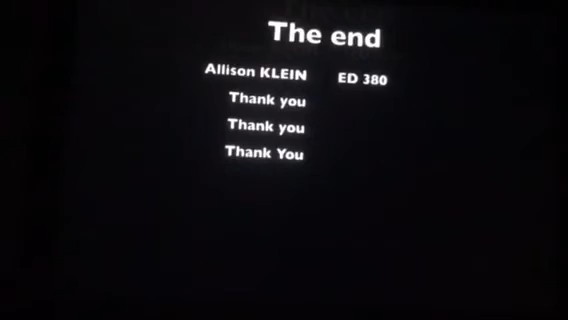 The end
Allison KLEIN ED 380
Thank you
Thank you
Thank You